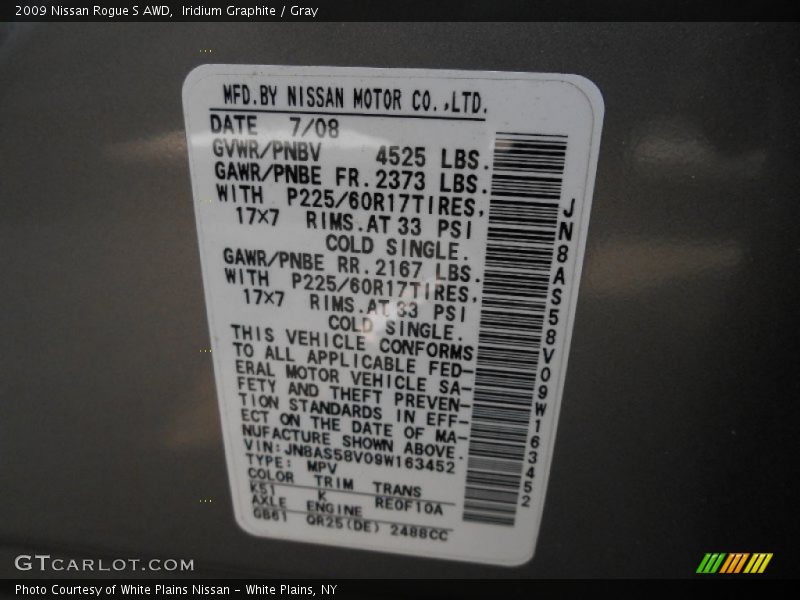 2009 Nissan Rogue S AWD,  Iridium Graphite / Gray
MFD.BY NISSAN MOTOR CO.,LTD.
DATE 7/08
GVWR/PNBV 4525 LBS.
GAWR/PNBE FR.2373 LBS.
WITH P225/60R17TIRES,
17×7 RIMS.AT 33 PSI
COLD SINGLE.
GAWR/PNBE RR.2167 LBS.
WITH P225/60R17TIRES,
17×7 RIMS.AT 33 PSI
COLD SINGLE.
THIS VEHICLE CONFORMS
TO ALL APPLICABLE FED-
ERAL MOTOR VEHICLE SA-
FETY AND THEFT PREVEN-
TION STANDARDS IN EFF-
ECT ON THE DATE OF MA-
NUFACTURE SHOWN ABOVE.
VIN:JN8AS58V09W163452
TYPE: MPV
COLOR TRIM TRANS
K51 K RE0F10A
AXLE ENGINE
GB61 QR25(DE) 2488CC
JN8AS58V09W163452
GTCARLOT.COM
Photo Courtesy of White Plains Nissan - White Plains, NY